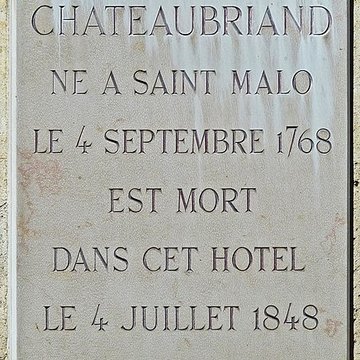 CHATEAUBRIAND
NE A SAINT MALO
LE 4 SEPTEMBRE 1768
EST MORT
DANS CET HOTEL
LE 4 JUILLET 1848